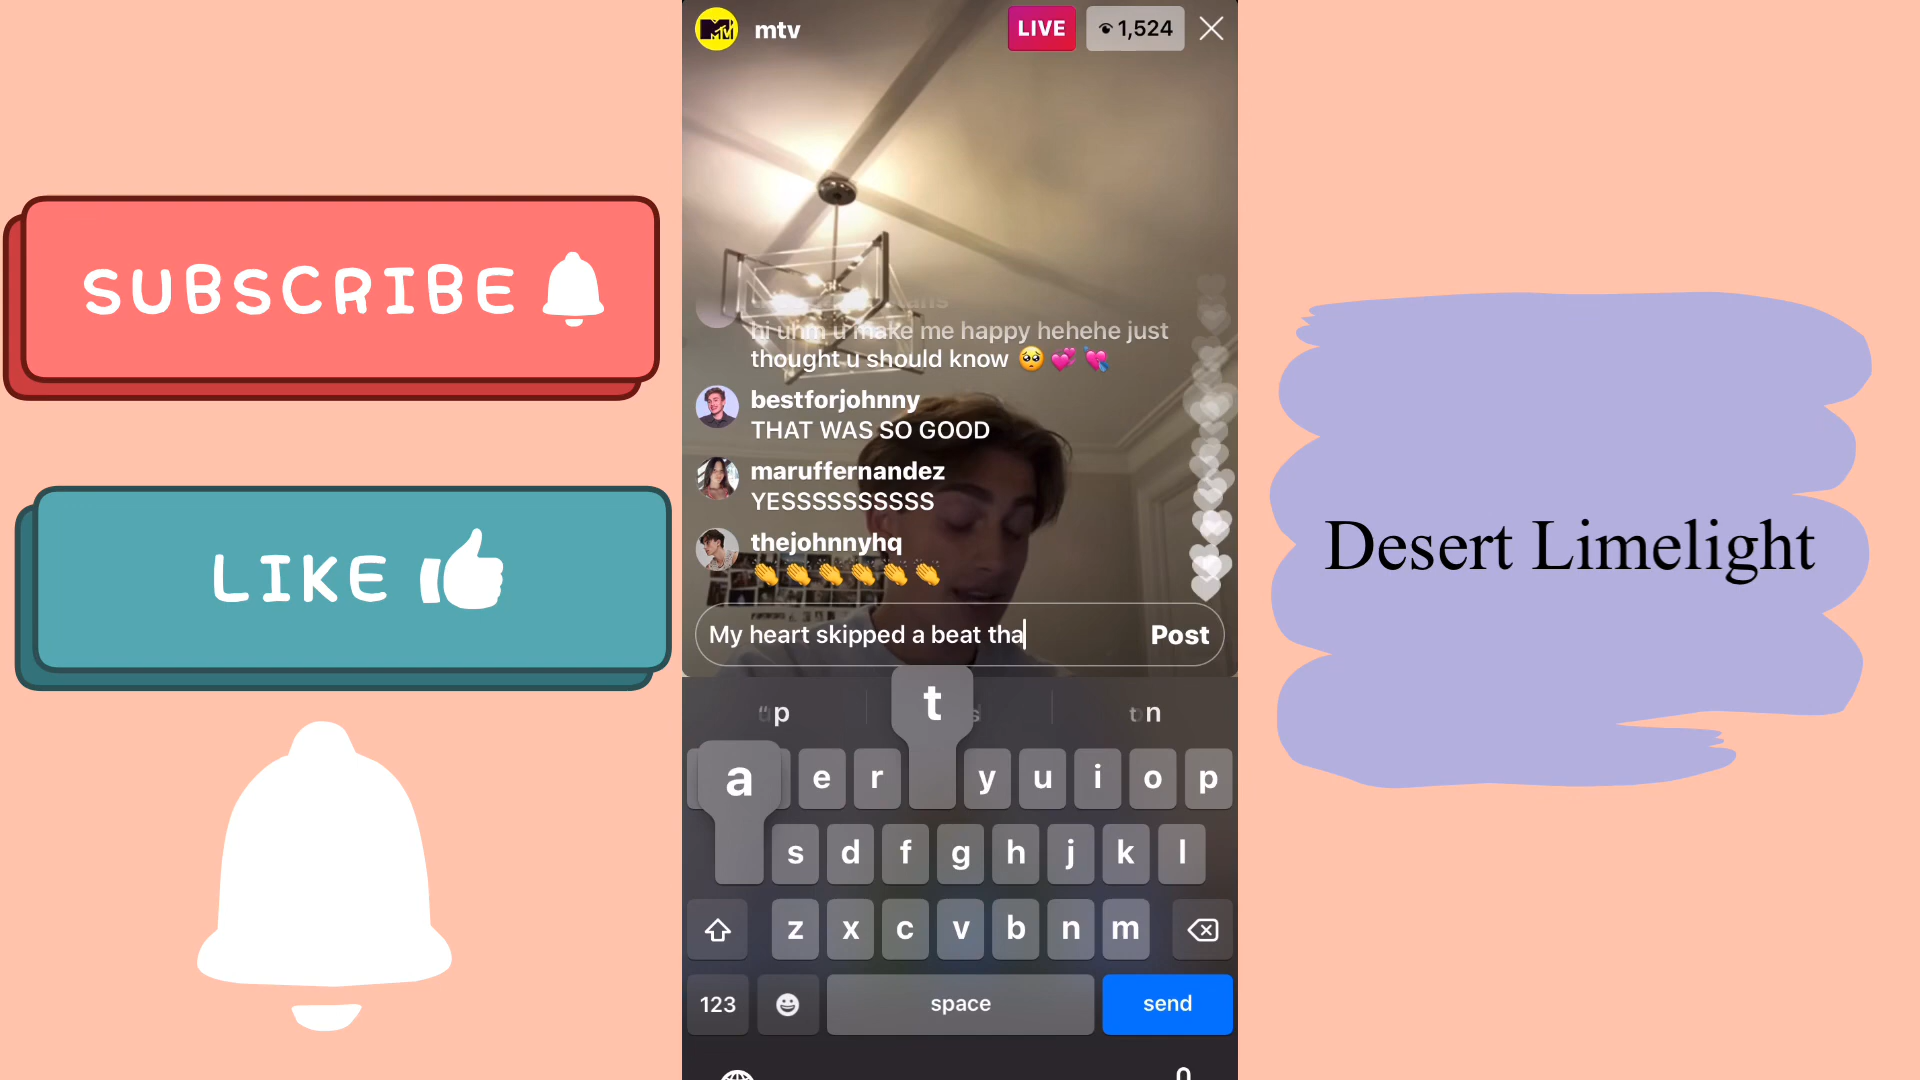 mtv
LIVE
1,524
SUBSCRIBE
LIKE
hi uhm u make me happy hehehe just
thought u should know 🥺 💞 💘
bestforjohnny
THAT WAS SO GOOD
maruffernandez
YESSSSSSSSSS
thejohnnyhq
👏👏👏👏👏👏
My heart skipped a beat tha
Post
t
a
e r y u i o p
s d f g h j k l
z x c v b n m
123
space
send
Desert Limelight